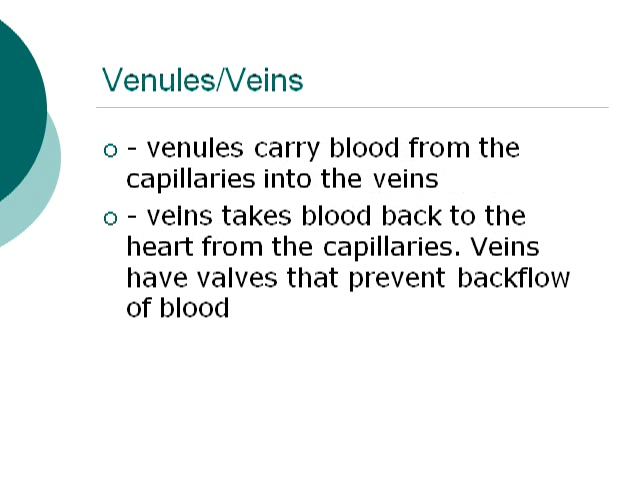 Venules/Veins
- venules carry blood from the
capillaries into the veins
- veins takes blood back to the
heart from the capillaries. Veins
have valves that prevent backflow
of blood